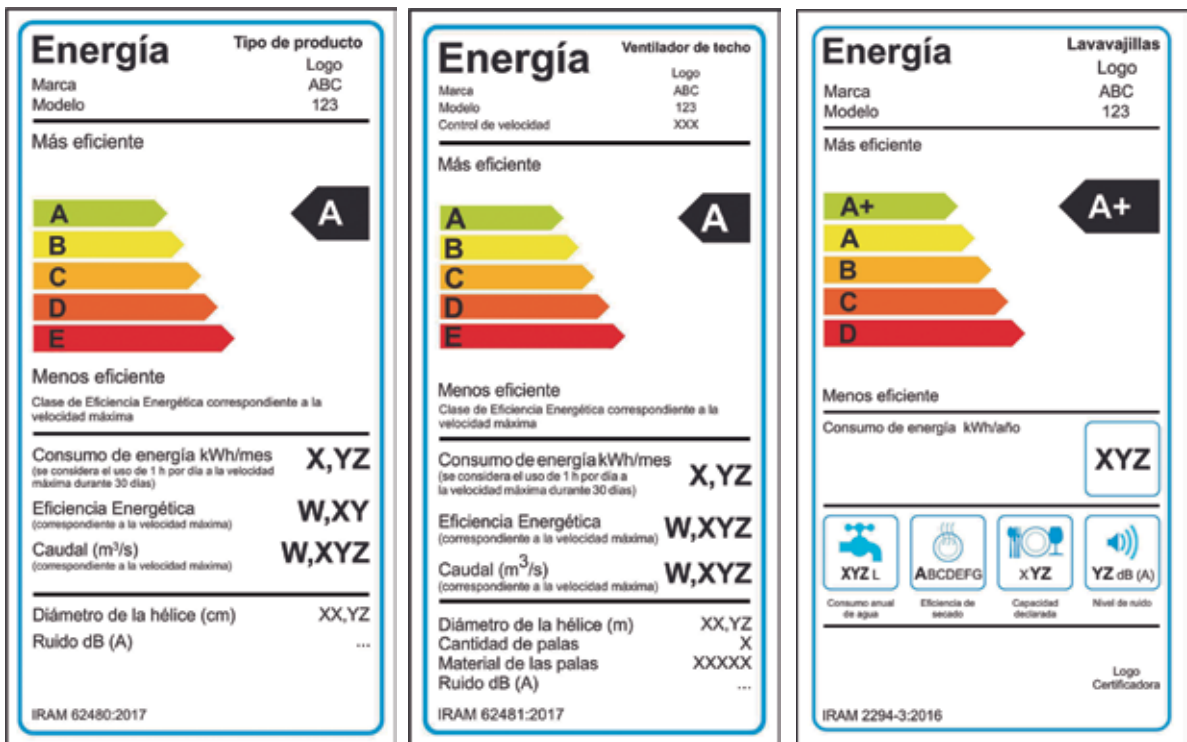 Energía
Tipo de producto
Logo
Marca ABC
Modelo 123
Más eficiente
A
A
B
C
D
E
Menos eficiente
Clase de Eficiencia Energética correspondiente a la
velocidad máxima
Consumo de energía kWh/mes X,YZ
(se considera el uso de 1 h por día a la velocidad
máxima durante 30 días)
Eficiencia Energética W,XY
(correspondiente a la velocidad máxima)
Caudal (m³/s) W,XYZ
(correspondiente a la velocidad máxima)
Diámetro de la hélice (cm) XX,YZ
Ruido dB (A) ...
IRAM 62480:2017
Energía
Ventilador de techo
Logo
Marca ABC
Modelo 123
Control de velocidad XXX
Más eficiente
A
A
B
C
D
E
Menos eficiente
Clase de Eficiencia Energética correspondiente a la
velocidad máxima
Consumo de energía kWh/mes X,YZ
(se considera el uso de 1 h por día a
la velocidad máxima durante 30 días)
Eficiencia Energética W,XYZ
(correspondiente a la velocidad máxima)
Caudal (m³/s) W,XYZ
(correspondiente a la velocidad máxima)
Diámetro de la hélice (m) XX,YZ
Cantidad de palas X
Material de las palas XXXXX
Ruido dB (A) ...
IRAM 62481:2017
Energía
Lavavajillas
Logo
Marca ABC
Modelo 123
Más eficiente
A+
A+
A
B
C
D
Menos eficiente
Consumo de energía kWh/año
XYZ
XYZ L
ABCDEFG
XYZ
YZ dB (A)
Consumo anual
de agua
Eficiencia de
secado
Capacidad
declarada
Nivel de ruido
Logo
Certificadora
IRAM 2294-3:2016